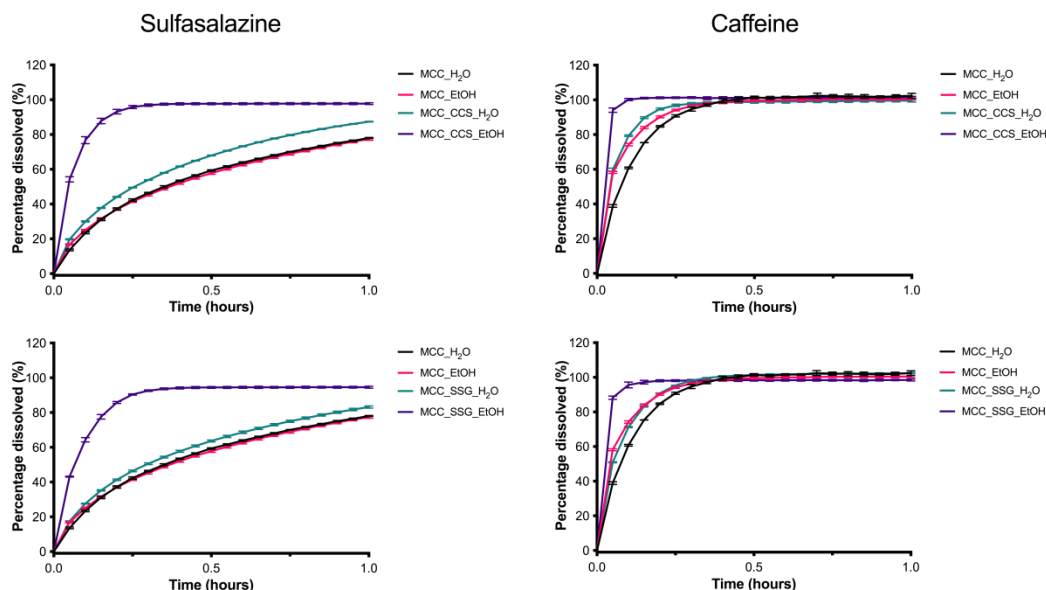 Sulfasalazine
Caffeine
Percentage dissolved (%)
120
100
80
60
40
20
0
0.0
0.5
1.0
Time (hours)
MCC_H₂O
MCC_EtOH
MCC_CCS_H₂O
MCC_CCS_EtOH
Percentage dissolved (%)
120
100
80
60
40
20
0
0.0
0.5
1.0
Time (hours)
MCC_H₂O
MCC_EtOH
MCC_CCS_H₂O
MCC_CCS_EtOH
Percentage dissolved (%)
120
100
80
60
40
20
0
0.0
0.5
1.0
Time (hours)
MCC_H₂O
MCC_EtOH
MCC_SSG_H₂O
MCC_SSG_EtOH
Percentage dissolved (%)
120
100
80
60
40
20
0
0.0
0.5
1.0
Time (hours)
MCC_H₂O
MCC_EtOH
MCC_SSG_H₂O
MCC_SSG_EtOH